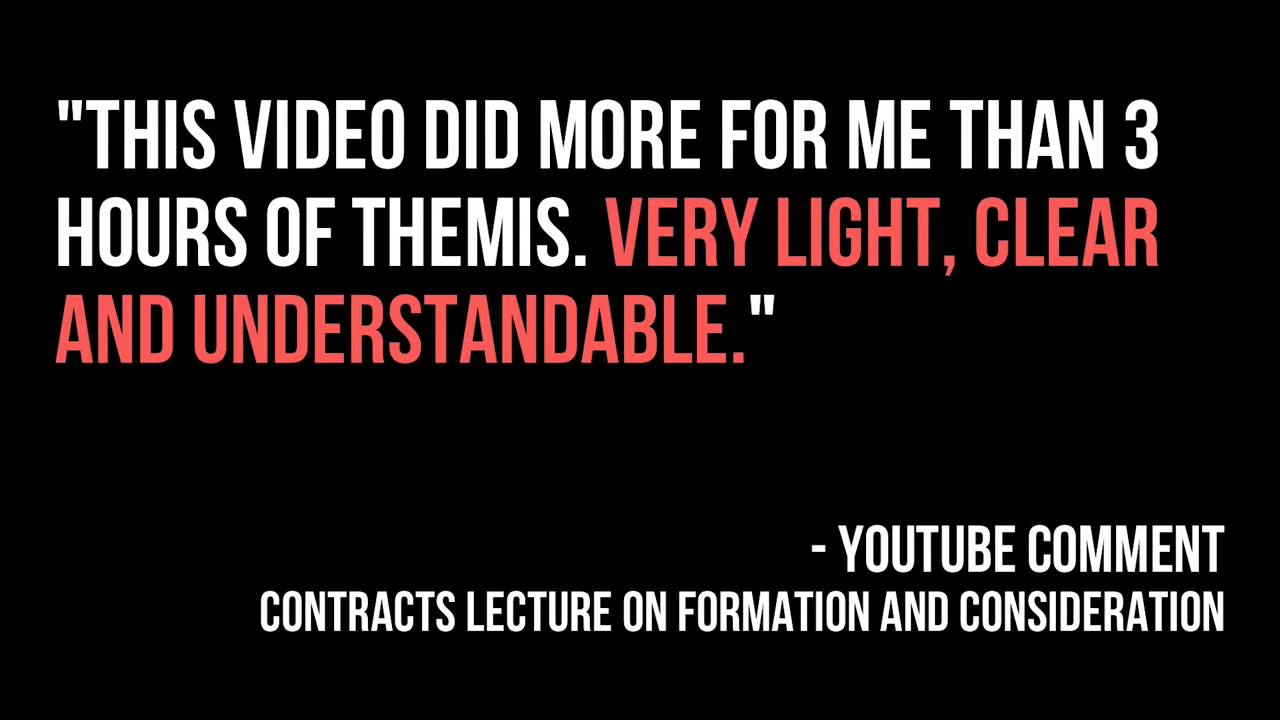 "THIS VIDEO DID MORE FOR ME THAN 3
HOURS OF THEMIS. VERY LIGHT, CLEAR
AND UNDERSTANDABLE."
- YOUTUBE COMMENT
CONTRACTS LECTURE ON FORMATION AND CONSIDERATION